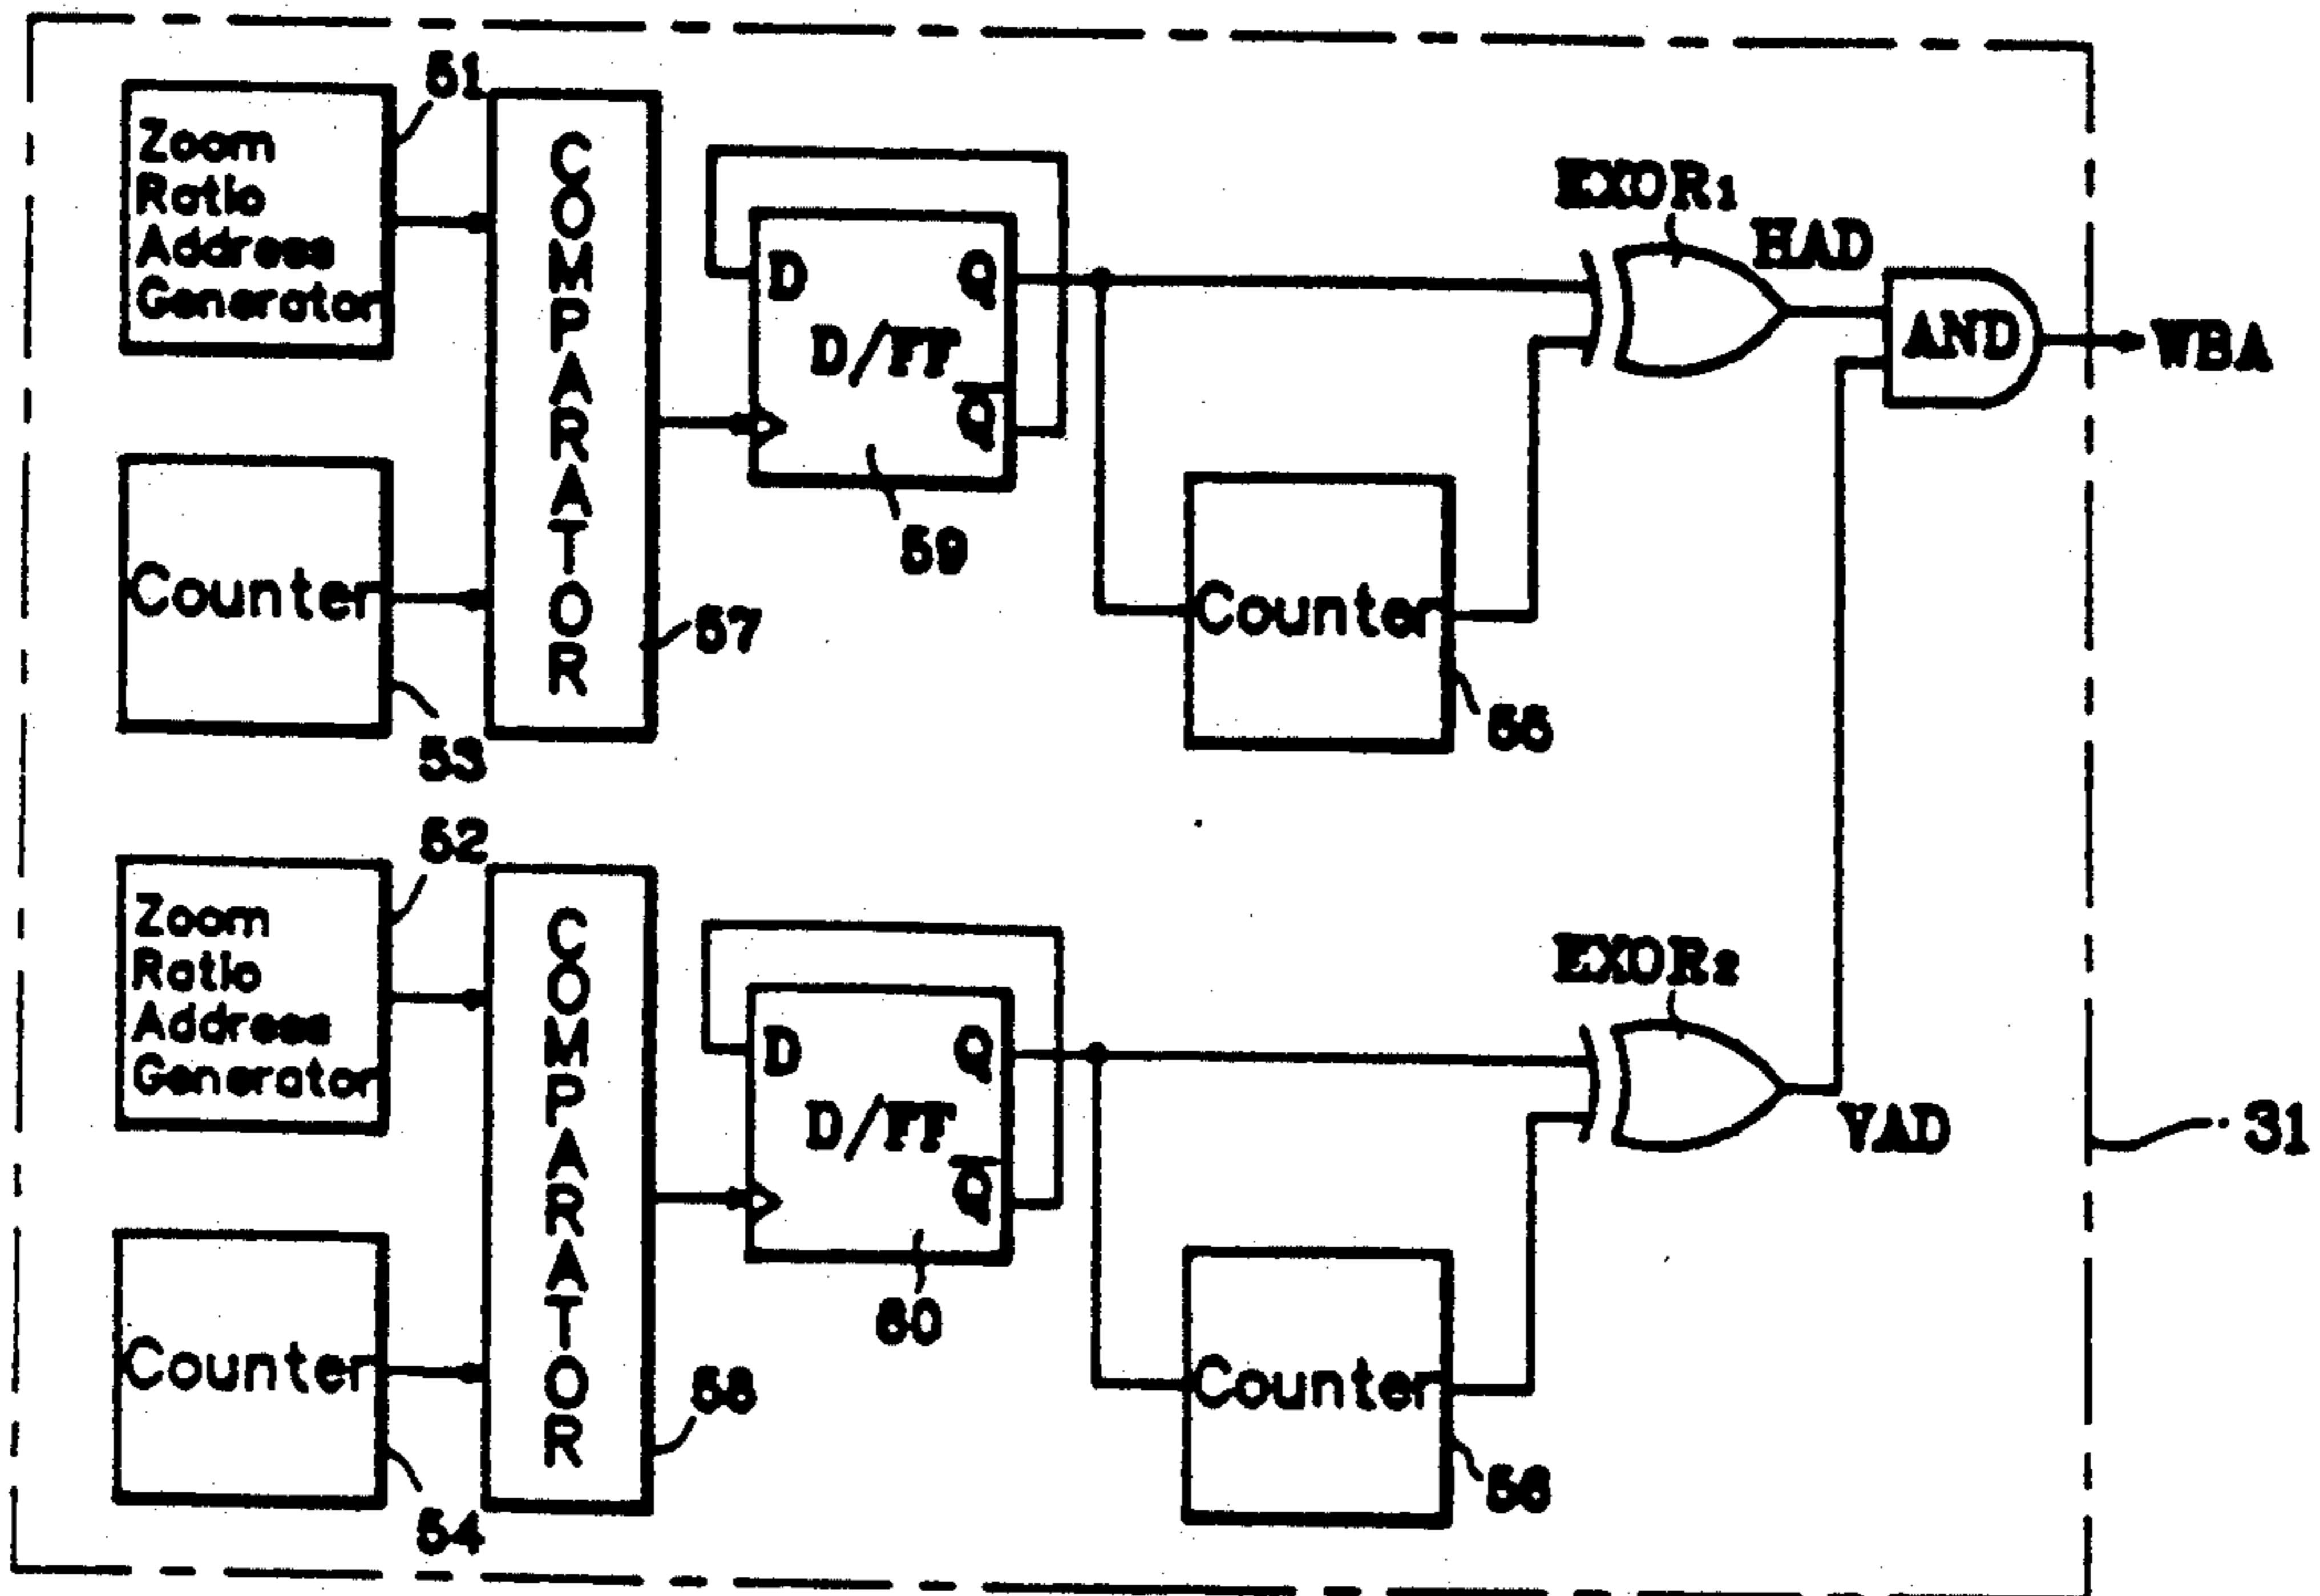 51
Zoom
Ratio
Address
Generator
COMPARATOR
EXOR1
HAD
D
Q
D/FF
Q
AND
WBA
59
Counter
57
Counter
55
53
52
Zoom
Ratio
Address
Generator
COMPARATOR
EXOR2
D
Q
D/FF
Q
VAD
31
60
Counter
58
Counter
56
54